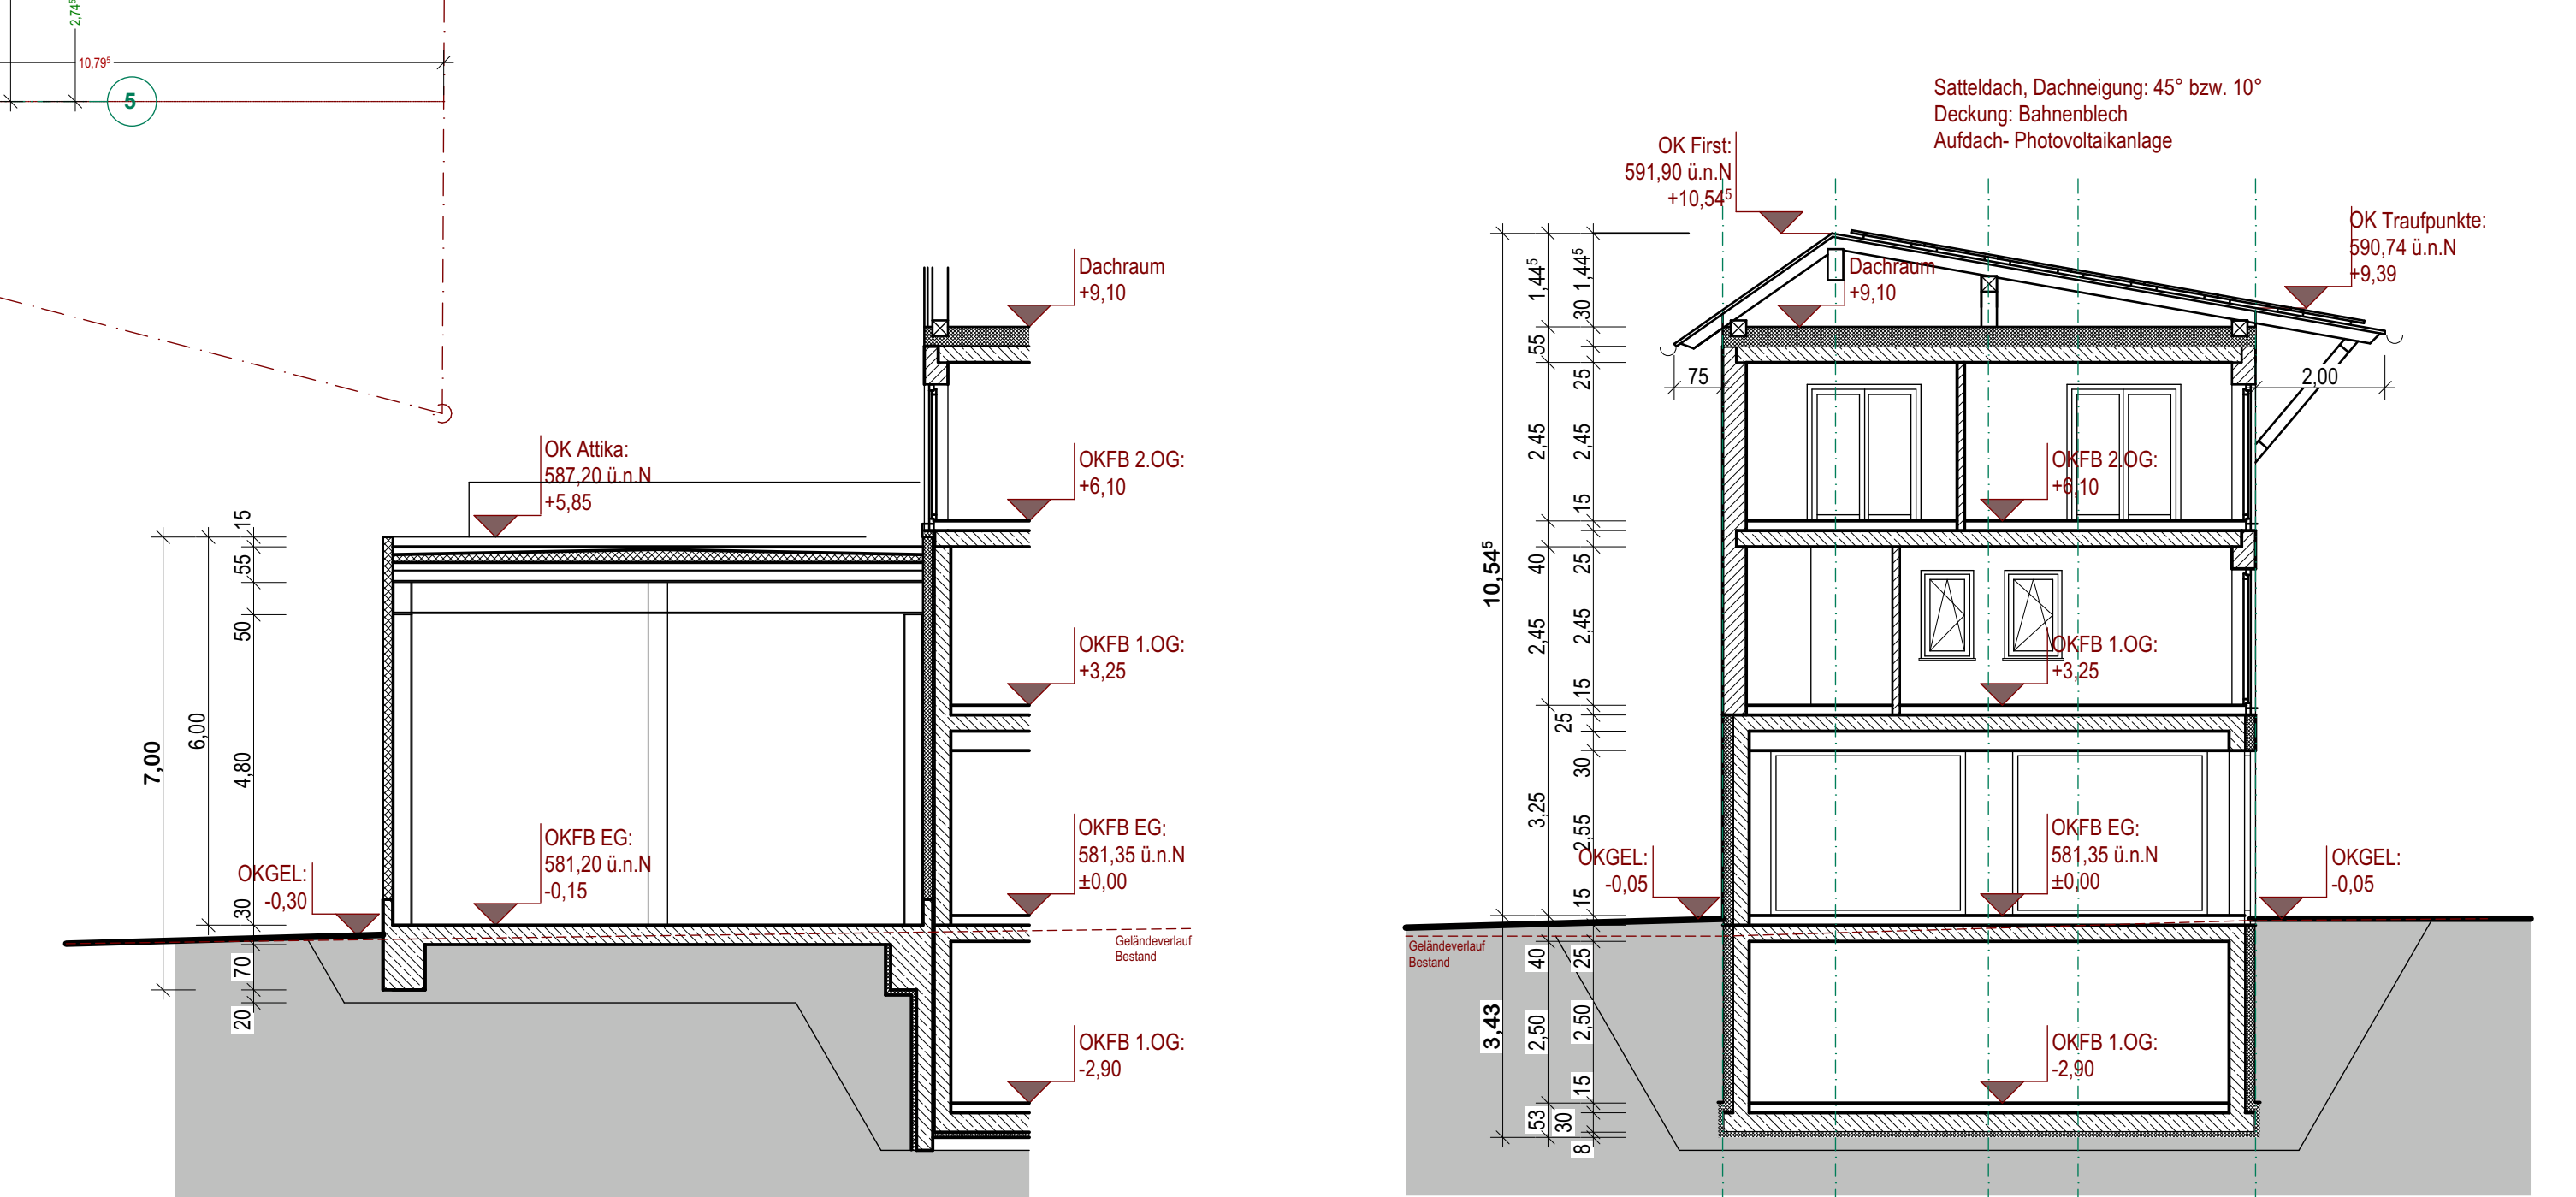 2,74⁵
10,79⁵
5
OK Attika:
587,20 ü.n.N
+5,85
OKFB EG:
581,20 ü.n.N
-0,15
OKGEL:
-0,30
7,00
6,00
15
55
50
4,80
30
70
20
Dachraum
+9,10
OKFB 2.OG:
+6,10
OKFB 1.OG:
+3,25
OKFB EG:
581,35 ü.n.N
±0,00
Geländeverlauf
Bestand
OKFB 1.OG:
-2,90
Satteldach, Dachneigung: 45° bzw. 10°
Deckung: Bahnenblech
Aufdach- Photovoltaikanlage
OK First:
591,90 ü.n.N
+10,54⁵
OK Traufpunkte:
590,74 ü.n.N
+9,39
Dachraum
+9,10
75
2,00
OKFB 2.OG:
+6,10
OKFB 1.OG:
+3,25
OKFB EG:
581,35 ü.n.N
±0,00
OKGEL:
-0,05
OKGEL:
-0,05
Geländeverlauf
Bestand
OKFB 1.OG:
-2,90
10,54⁵
3,43
1,44⁵
55
2,45
40
2,45
3,25
40
2,50
53
1,44⁵
30
25
2,45
15
25
2,45
15
25
30
2,55
15
25
2,50
15
30
8